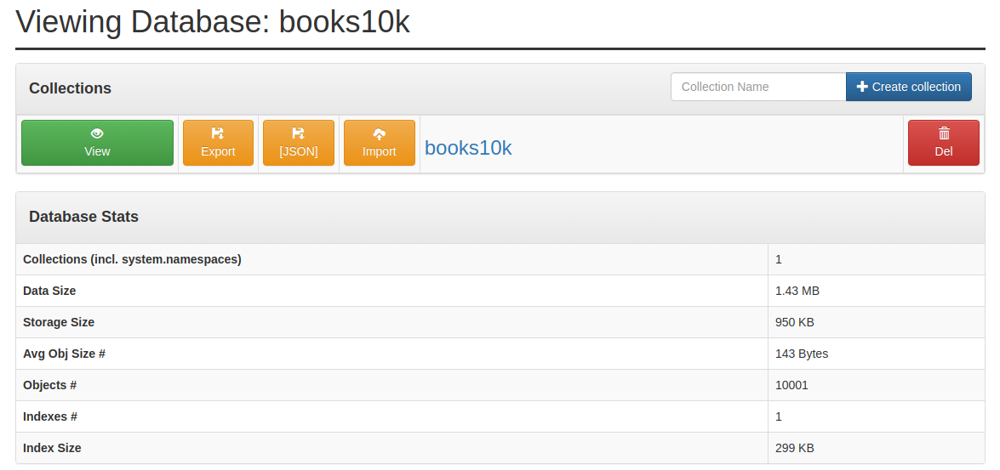 Viewing Database: books10k
Collections
Collection Name
Create collection
View
Export
[JSON]
Import
books10k
Del
Database Stats
Collections (incl. system.namespaces) 1
Data Size 1.43 MB
Storage Size 950 KB
Avg Obj Size # 143 Bytes
Objects # 10001
Indexes # 1
Index Size 299 KB